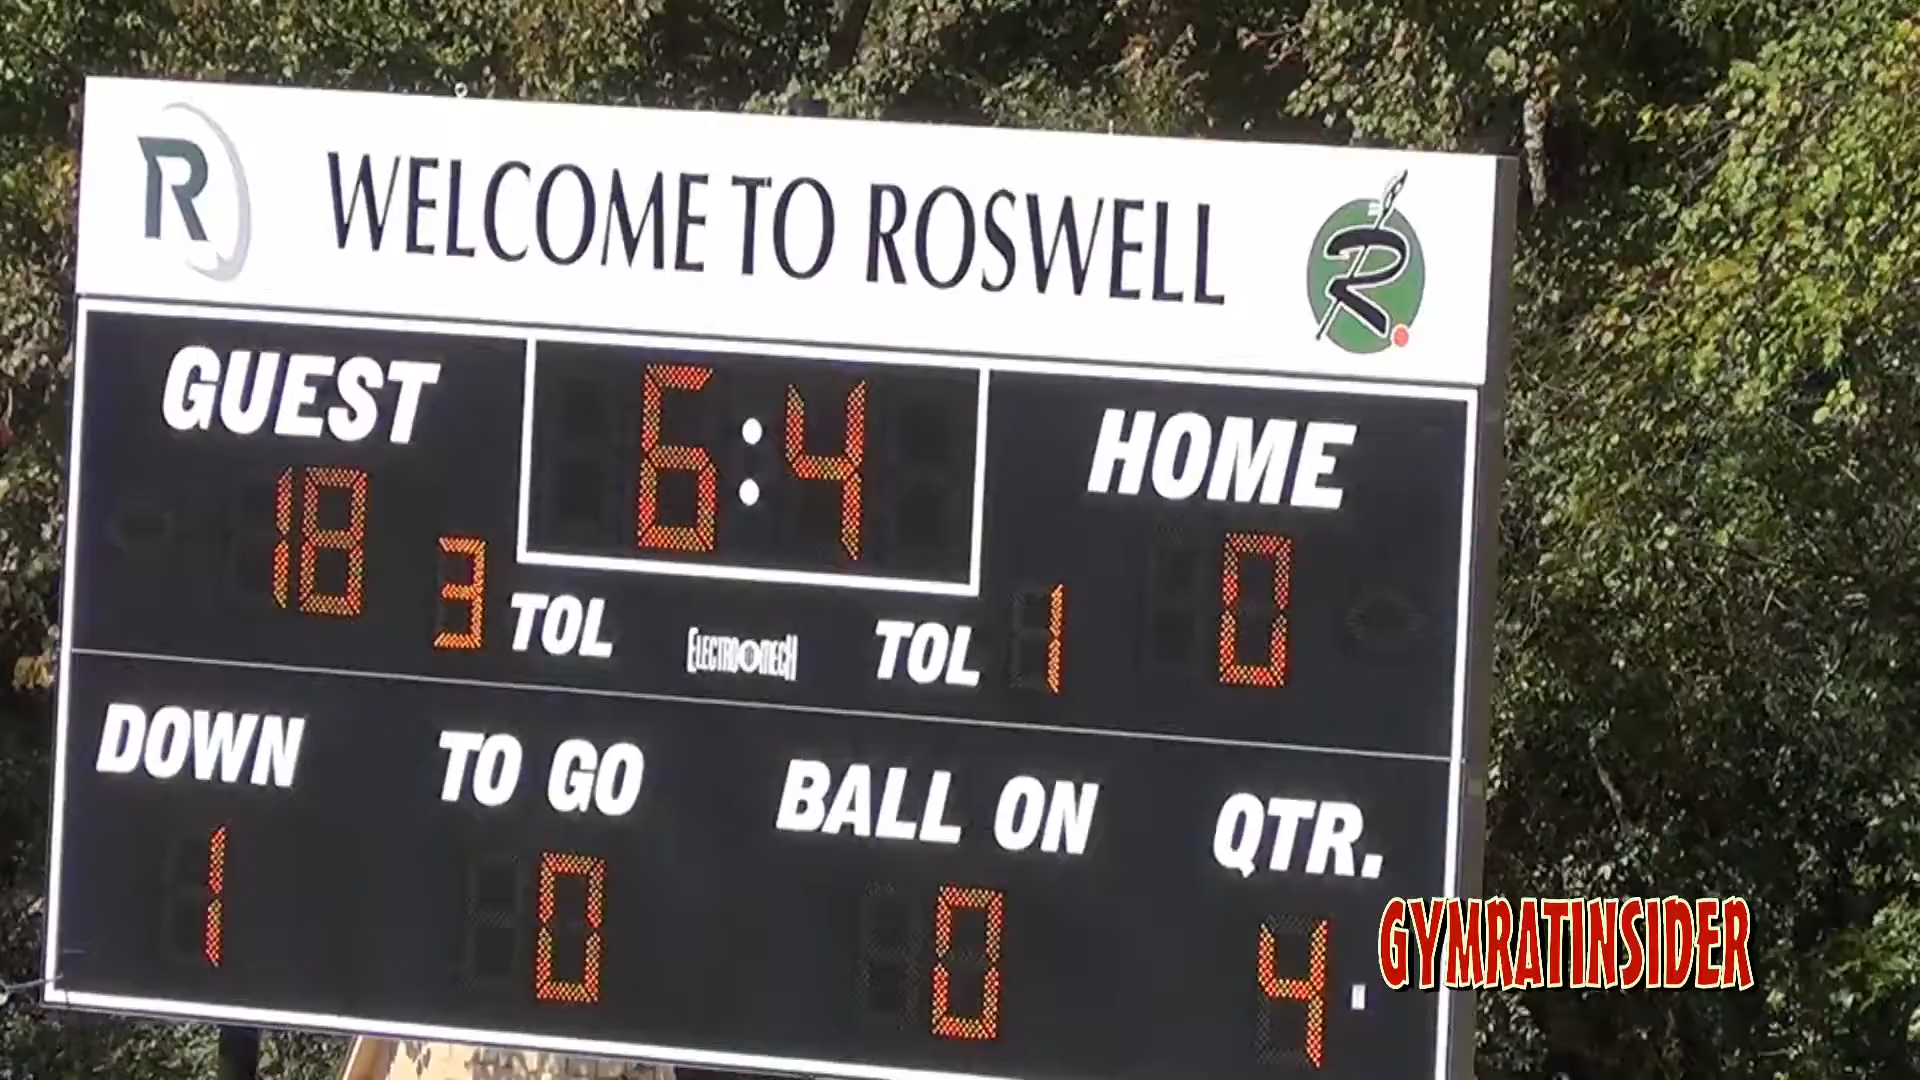 R WELCOME TO ROSWELL R
GUEST 6:4 HOME
18 3 TOL ELECTRO-MECH TOL 1 0
DOWN TO GO BALL ON QTR.
1 0 0 4
GYMRATINSIDER